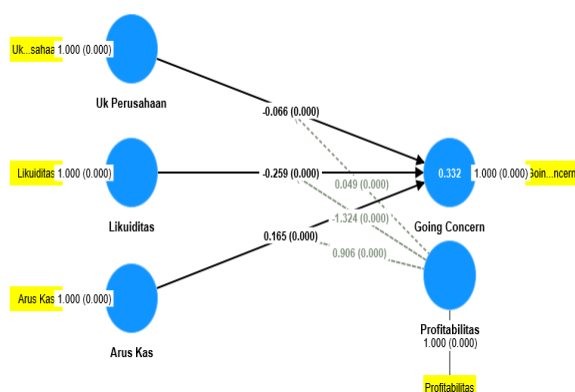 Uk...sahaa
1.000 (0.000)
Uk Perusahaan
-0.066 (0.000)
Likuiditas
1.000 (0.000)
Likuiditas
-0.259 (0.000)
0.332
1.000 (0.000)
Goin...ncern
0.049 (0.000)
-1.324 (0.000)
Going Concern
0.165 (0.000)
0.906 (0.000)
Arus Kas
1.000 (0.000)
Arus Kas
Profitabilitas
1.000 (0.000)
Profitabilitas